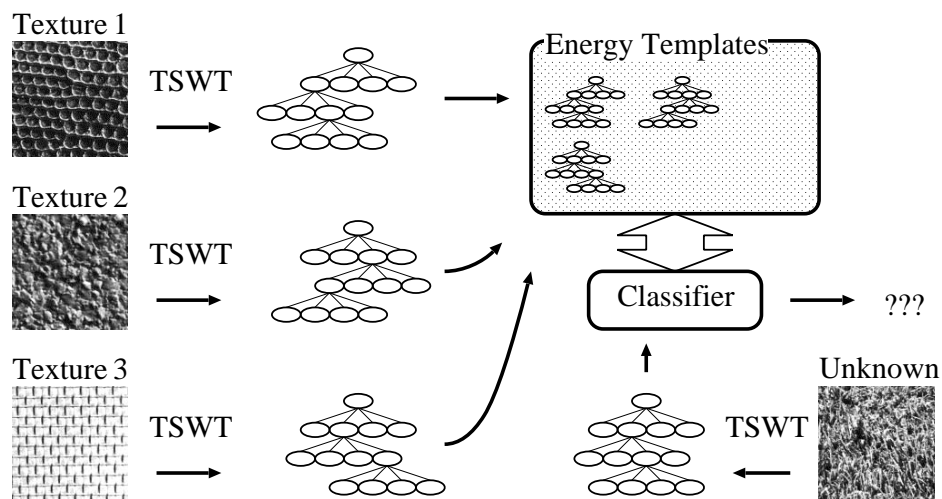 Texture 1
TSWT
Energy Templates
Texture 2
TSWT
Classifier
???
Texture 3
TSWT
Unknown
TSWT